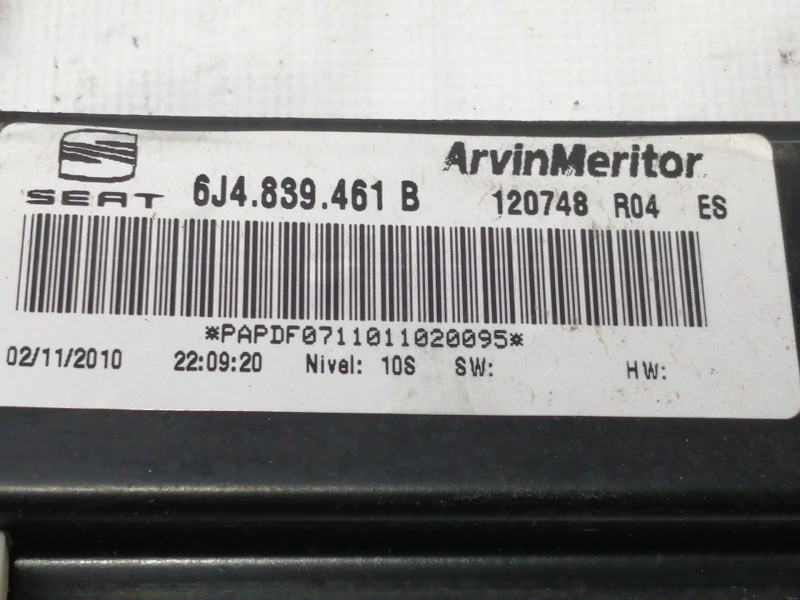 ArvinMeritor
SEAT 6J4.839.461 B 120748 R04 ES
*PAPDF0711011020095*
02/11/2010 22:09:20 Nivel: 10S SW: HW: